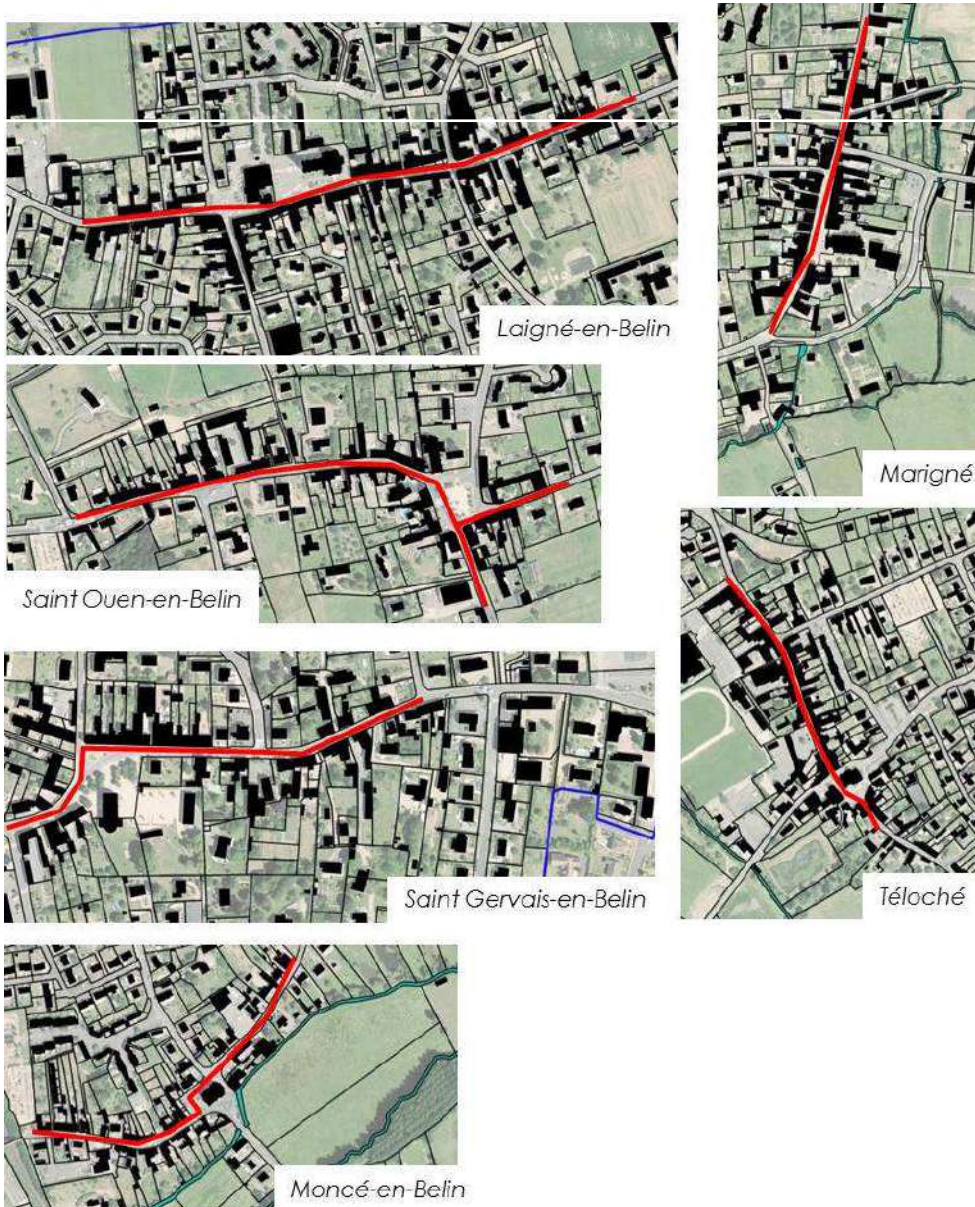 Laigné-en-Belin
Marigné
Saint Ouen-en-Belin
Saint Gervais-en-Belin
Téloché
Moncé-en-Belin